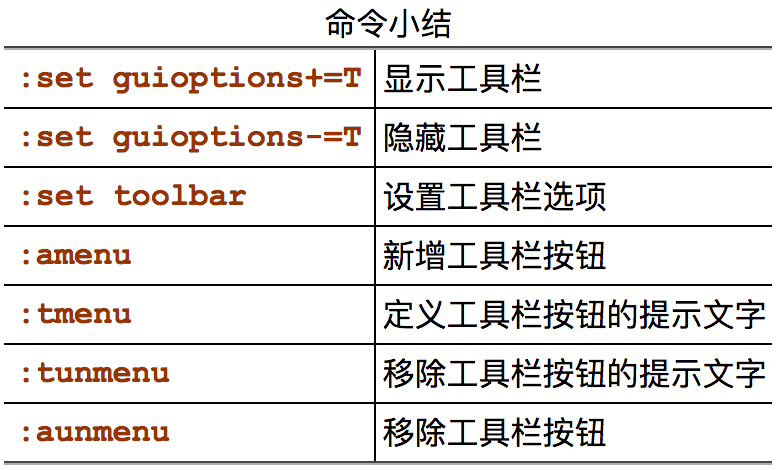 命令小结
:set guioptions+=T 显示工具栏
:set guioptions-=T 隐藏工具栏
:set toolbar 设置工具栏选项
:amenu 新增工具栏按钮
:tmenu 定义工具栏按钮的提示文字
:tunmenu 移除工具栏按钮的提示文字
:aunmenu 移除工具栏按钮